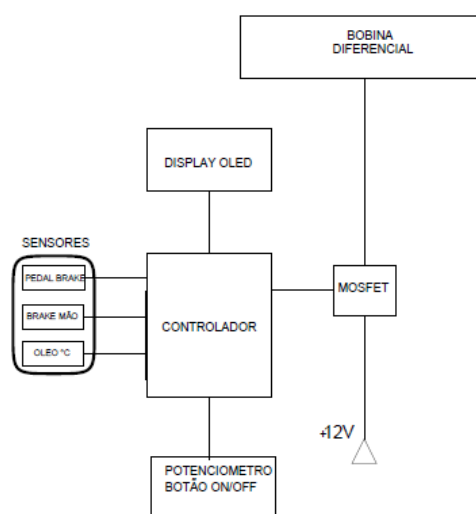 BOBINA
DIFERENCIAL
DISPLAY OLED
SENSORES
PEDAL BRAKE
BRAKE MÃO
OLEO °C
CONTROLADOR
MOSFET
+12V
POTENCIOMETRO
BOTÃO ON/OFF